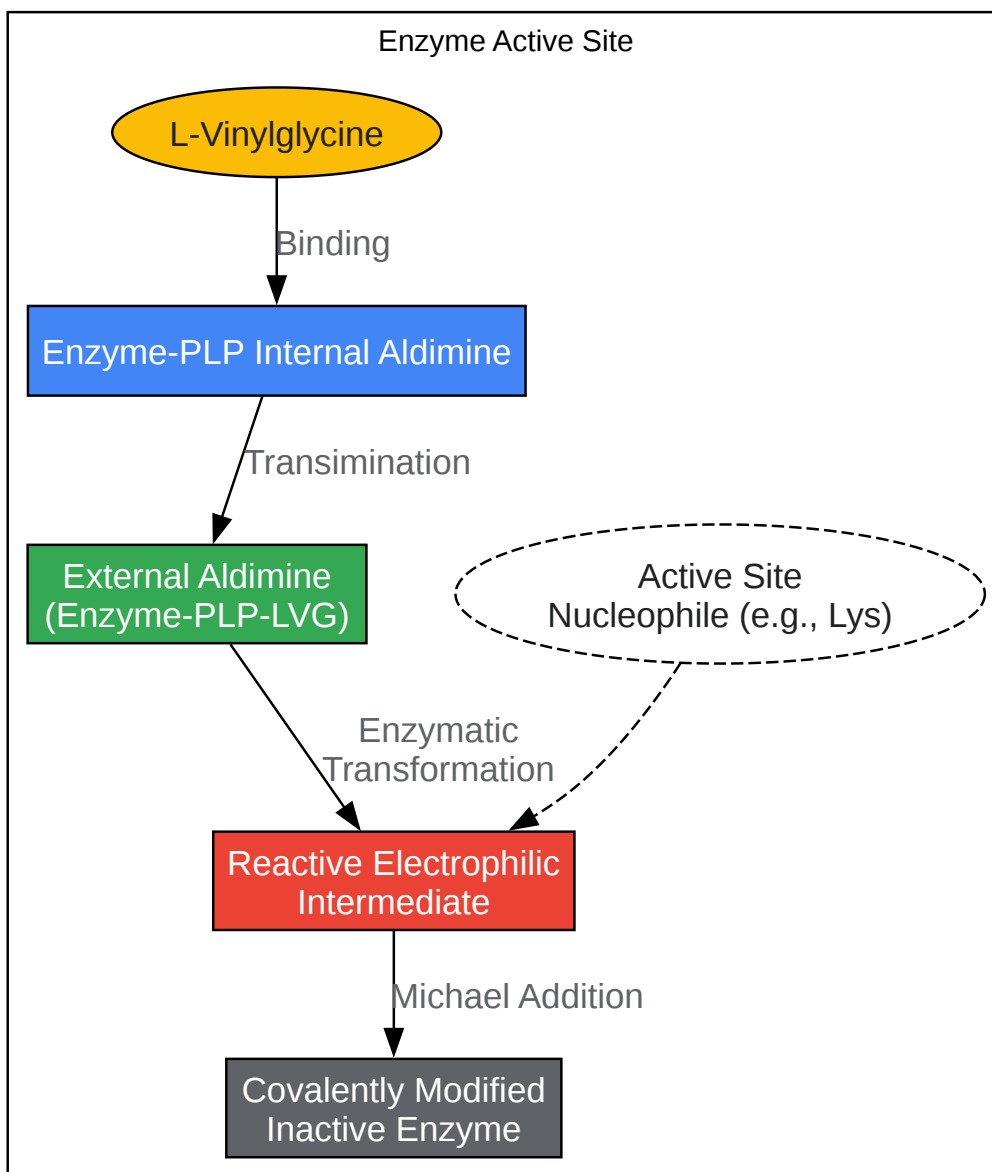 Enzyme Active Site
L-Vinylglycine
Binding
Enzyme-PLP Internal Aldimine
Transimination
External Aldimine
(Enzyme-PLP-LVG)
Active Site
Nucleophile (e.g., Lys)
Enzymatic
Transformation
Reactive Electrophilic
Intermediate
Michael Addition
Covalently Modified
Inactive Enzyme